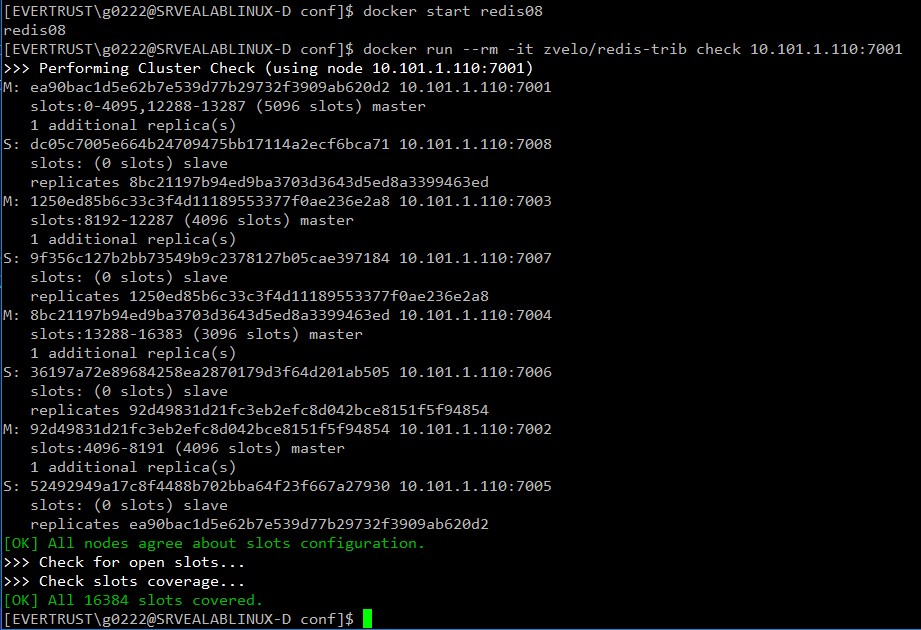 [EVERTRUST\g0222@SRVEALABLINUX-D conf]$ docker start redis08
redis08
[EVERTRUST\g0222@SRVEALABLINUX-D conf]$ docker run --rm -it zvelo/redis-trib check 10.101.1.110:7001
>>> Performing Cluster Check (using node 10.101.1.110:7001)
M: ea90bac1d5e62b7e539d77b29732f3909ab620d2 10.101.1.110:7001
   slots:0-4095,12288-13287 (5096 slots) master
   1 additional replica(s)
S: dc05c7005e664b24709475bb17114a2ecf6bca71 10.101.1.110:7008
   slots: (0 slots) slave
   replicates 8bc21197b94ed9ba3703d3643d5ed8a3399463ed
M: 1250ed85b6c33c3f4d11189553377f0ae236e2a8 10.101.1.110:7003
   slots:8192-12287 (4096 slots) master
   1 additional replica(s)
S: 9f356c127b2bb73549b9c2378127b05cae397184 10.101.1.110:7007
   slots: (0 slots) slave
   replicates 1250ed85b6c33c3f4d11189553377f0ae236e2a8
M: 8bc21197b94ed9ba3703d3643d5ed8a3399463ed 10.101.1.110:7004
   slots:13288-16383 (3096 slots) master
   1 additional replica(s)
S: 36197a72e89684258ea2870179d3f64d201ab505 10.101.1.110:7006
   slots: (0 slots) slave
   replicates 92d49831d21fc3eb2efc8d042bce8151f5f94854
M: 92d49831d21fc3eb2efc8d042bce8151f5f94854 10.101.1.110:7002
   slots:4096-8191 (4096 slots) master
   1 additional replica(s)
S: 52492949a17c8f4488b702bba64f23f667a27930 10.101.1.110:7005
   slots: (0 slots) slave
   replicates ea90bac1d5e62b7e539d77b29732f3909ab620d2
[OK] All nodes agree about slots configuration.
>>> Check for open slots...
>>> Check slots coverage...
[OK] All 16384 slots covered.
[EVERTRUST\g0222@SRVEALABLINUX-D conf]$